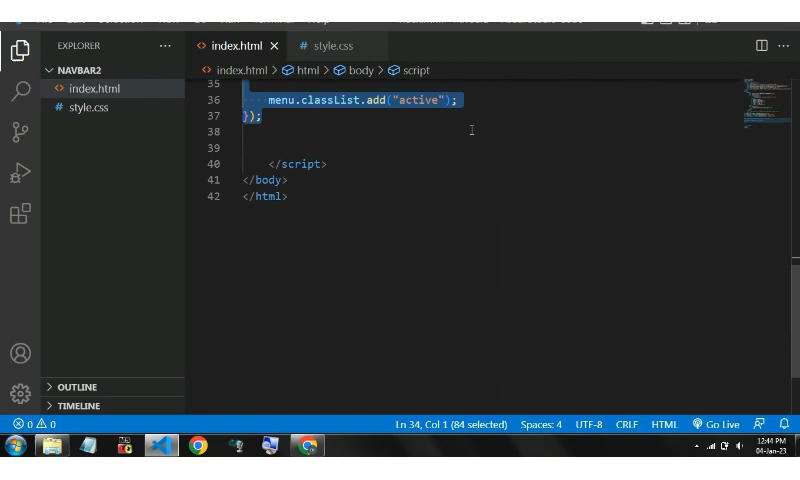 EXPLORER
index.html
style.css
NAVBAR2
index.html > html > body > script
index.html
style.css
35
36 menu.classList.add("active");
37 });
38
39
40 </script>
41 </body>
42 </html>
OUTLINE
TIMELINE
0 0 Ln 34, Col 1 (84 selected) Spaces: 4 UTF-8 CRLF HTML Go Live
12:44 PM
04-Jan-23